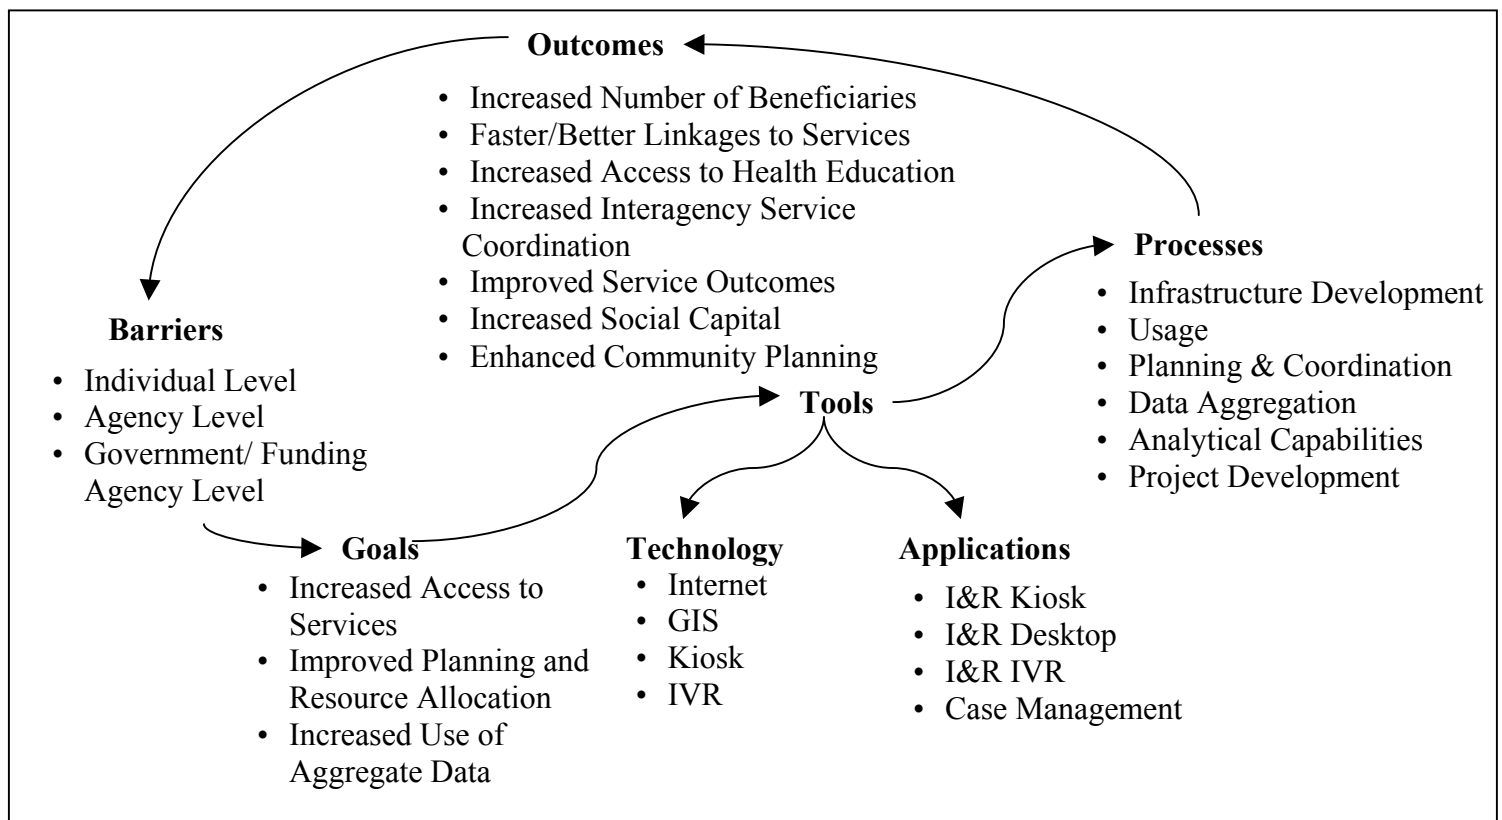 Outcomes
• Increased Number of Beneficiaries
• Faster/Better Linkages to Services
• Increased Access to Health Education
• Increased Interagency Service
Coordination
• Improved Service Outcomes
• Increased Social Capital
• Enhanced Community Planning
Processes
• Infrastructure Development
• Usage
• Planning & Coordination
• Data Aggregation
• Analytical Capabilities
• Project Development
Barriers
• Individual Level
• Agency Level
• Government/ Funding
Agency Level
Tools
Goals
• Increased Access to
Services
• Improved Planning and
Resource Allocation
• Increased Use of
Aggregate Data
Technology
• Internet
• GIS
• Kiosk
• IVR
Applications
• I&R Kiosk
• I&R Desktop
• I&R IVR
• Case Management